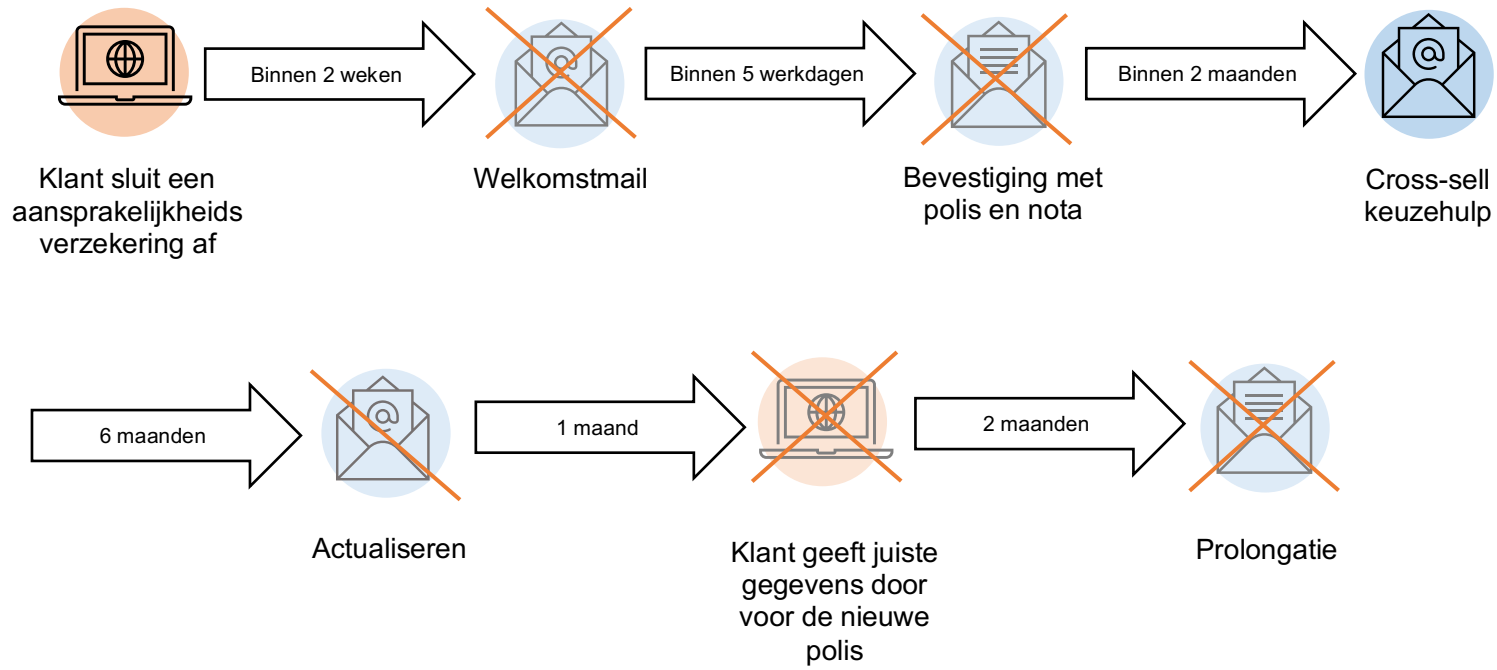 Binnen 2 weken
Binnen 5 werkdagen
Binnen 2 maanden
Klant sluit een
aansprakelijkheids
verzekering af
Welkomstmail
Bevestiging met
polis en nota
Cross-sell
keuzehulp
6 maanden
1 maand
2 maanden
Actualiseren
Klant geeft juiste
gegevens door
voor de nieuwe
polis
Prolongatie